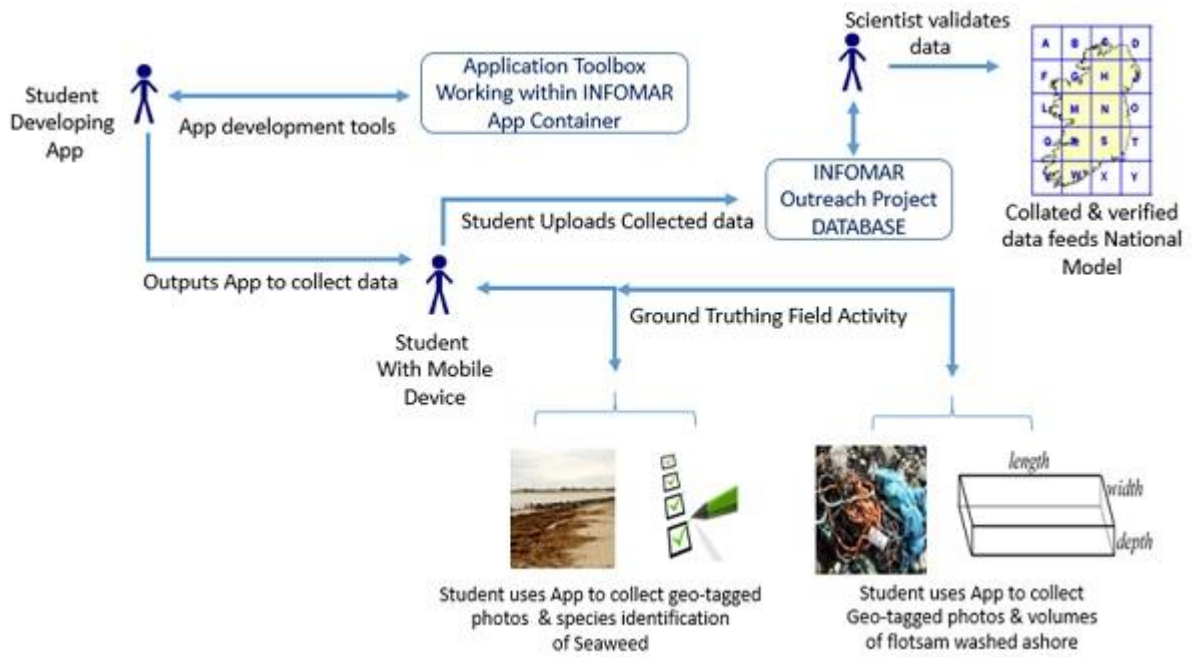 Student
Developing
App
App development tools
Application Toolbox
Working within INFOMAR
App Container
Scientist validates
data
A B C D
F G H J
L M N O
Q R S T
V W X Y
Collated & verified
data feeds National
Model
INFOMAR
Outreach Project
DATABASE
Student Uploads Collected data
Outputs App to collect data
Student
With Mobile
Device
Ground Truthing Field Activity
length
width
depth
Student uses App to collect geo-tagged
photos & species identification
of Seaweed
Student uses App to collect
Geo-tagged photos & volumes
of flotsam washed ashore